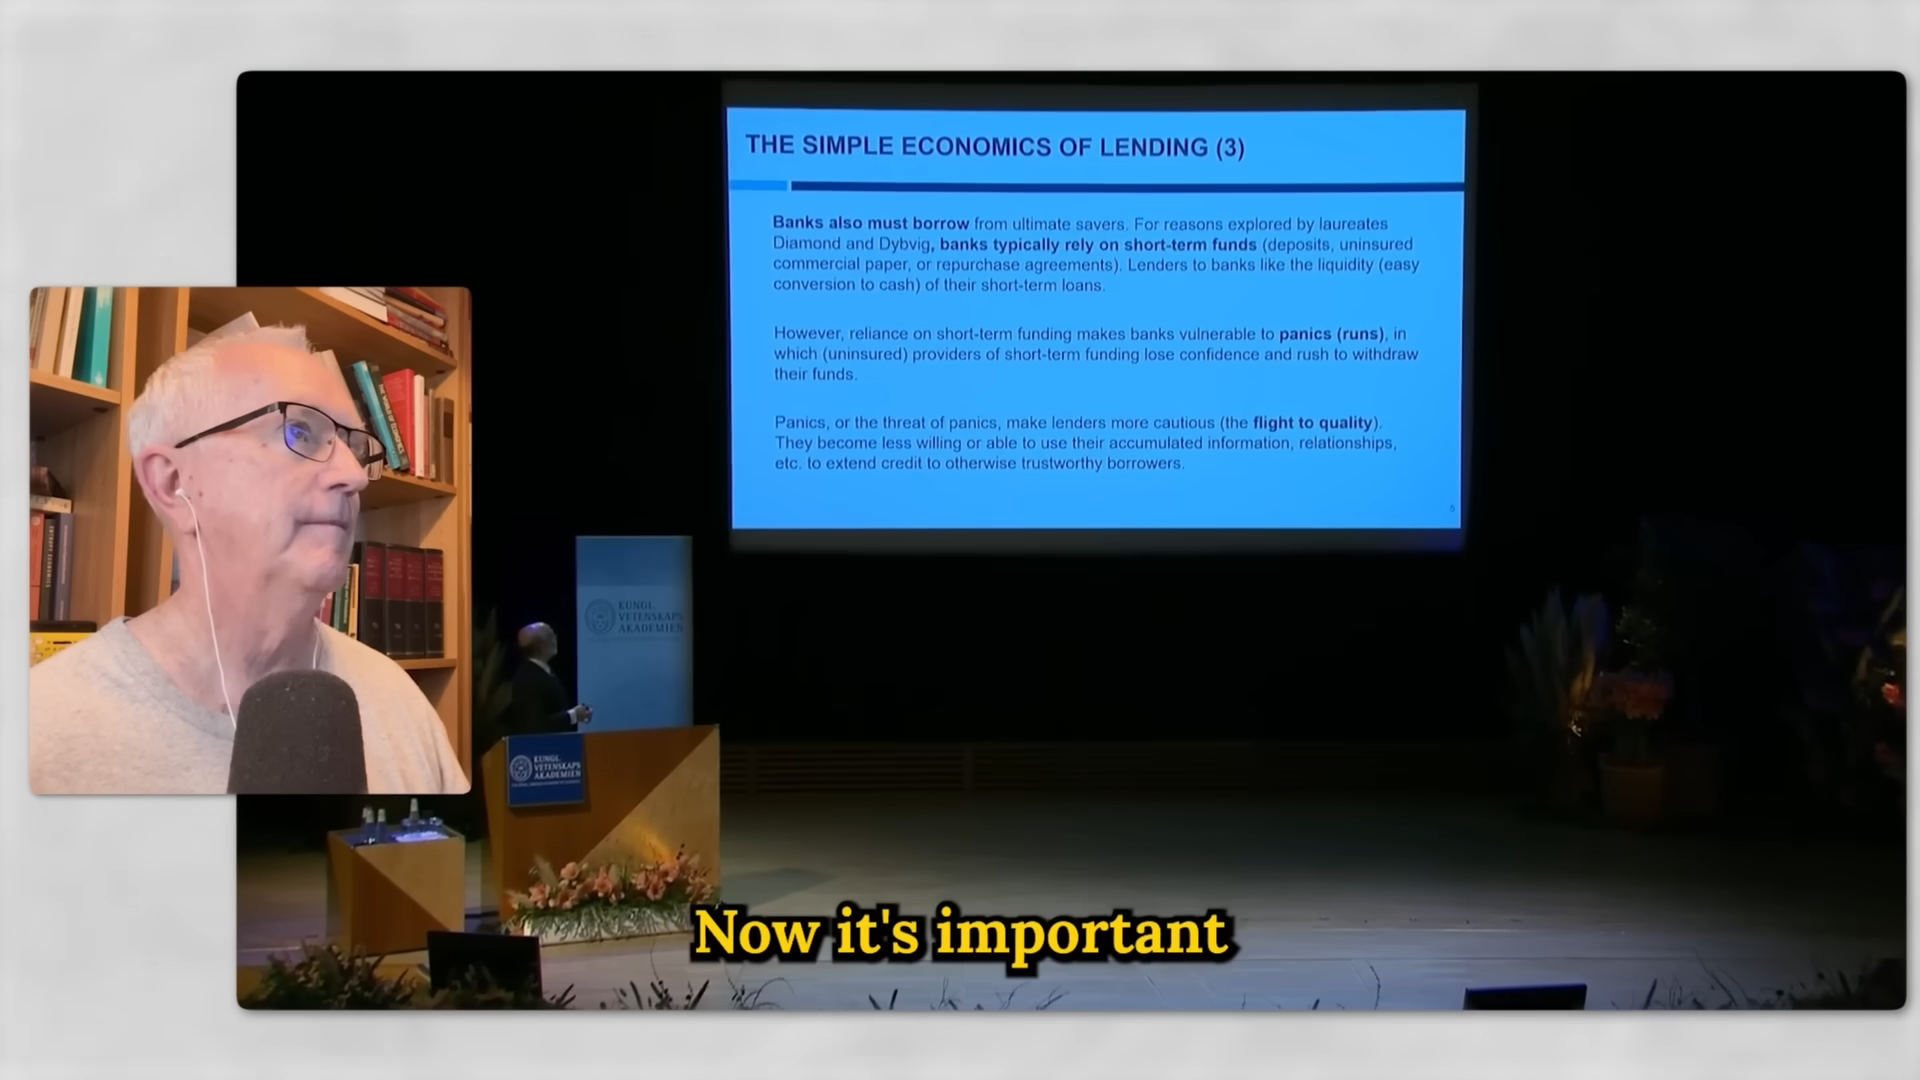 THE SIMPLE ECONOMICS OF LENDING (3)
Banks also must borrow from ultimate savers. For reasons explored by laureates
Diamond and Dybvig, banks typically rely on short-term funds (deposits, uninsured
commercial paper, or repurchase agreements). Lenders to banks like the liquidity (easy
conversion to cash) of their short-term loans.
However, reliance on short-term funding makes banks vulnerable to panics (runs), in
which (uninsured) providers of short-term funding lose confidence and rush to withdraw
their funds.
Panics, or the threat of panics, make lenders more cautious (the flight to quality).
They become less willing or able to use their accumulated information, relationships,
etc. to extend credit to otherwise trustworthy borrowers.
5
KUNGL.
VETENSKAPS
AKADEMIEN
KUNGL.
VETENSKAPS
AKADEMIEN
Now it's important